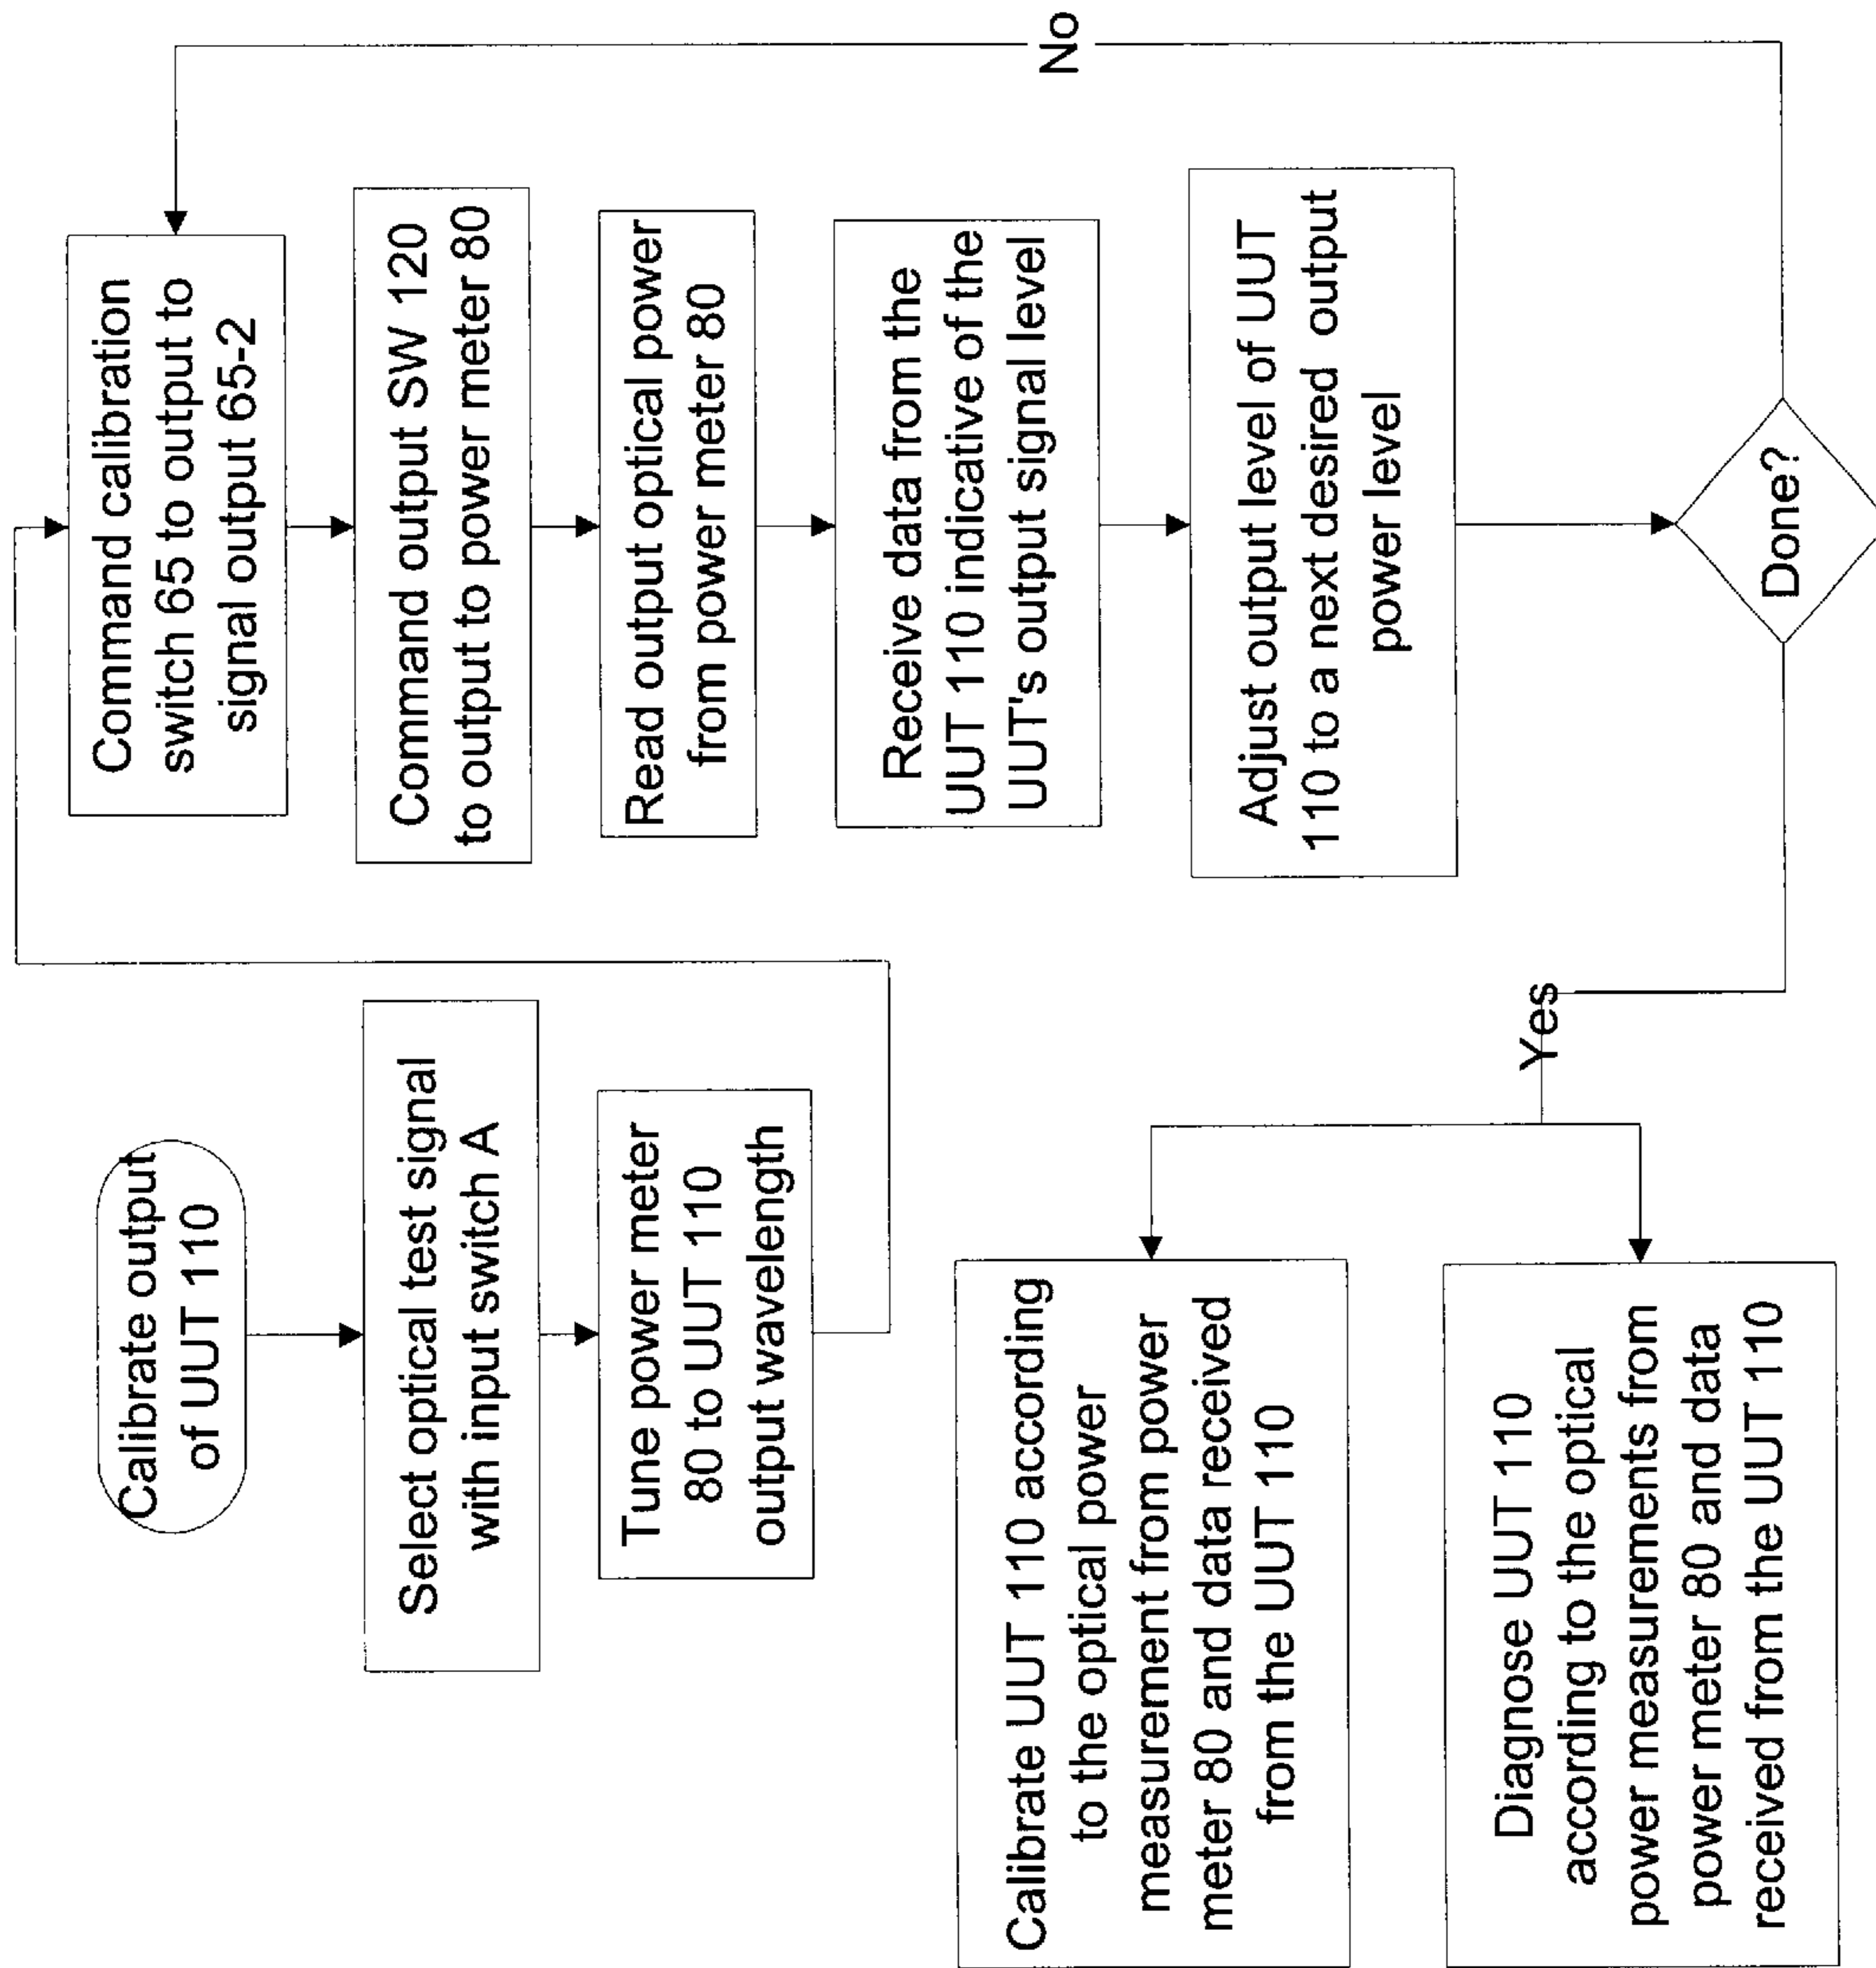 Calibrate output
of UUT 110
Select optical test signal
with input switch A
Tune power meter
80 to UUT 110
output wavelength
Command calibration
switch 65 to output to
signal output 65-2
Command output SW 120
to output to power meter 80
Read output optical power
from power meter 80
Receive data from the
UUT 110 indicative of the
UUT's output signal level
Adjust output level of UUT
110 to a next desired output
power level
Done?
No
Yes
Calibrate UUT 110 according
to the optical power
measurement from power
meter 80 and data received
from the UUT 110
Diagnose UUT 110
according to the optical
power measurements from
power meter 80 and data
received from the UUT 110